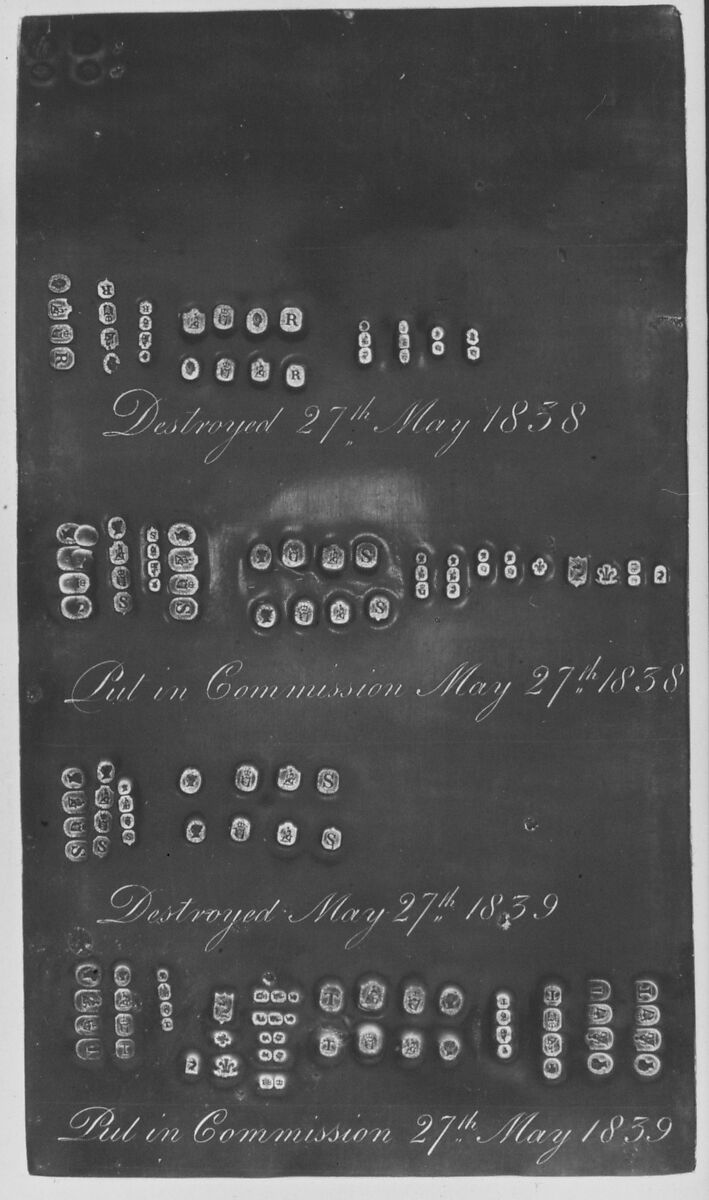 Destroyed 27th May 1838
Put in Commission May 27th 1838
Destroyed May 27th 1839
Put in Commission 27th May 1839